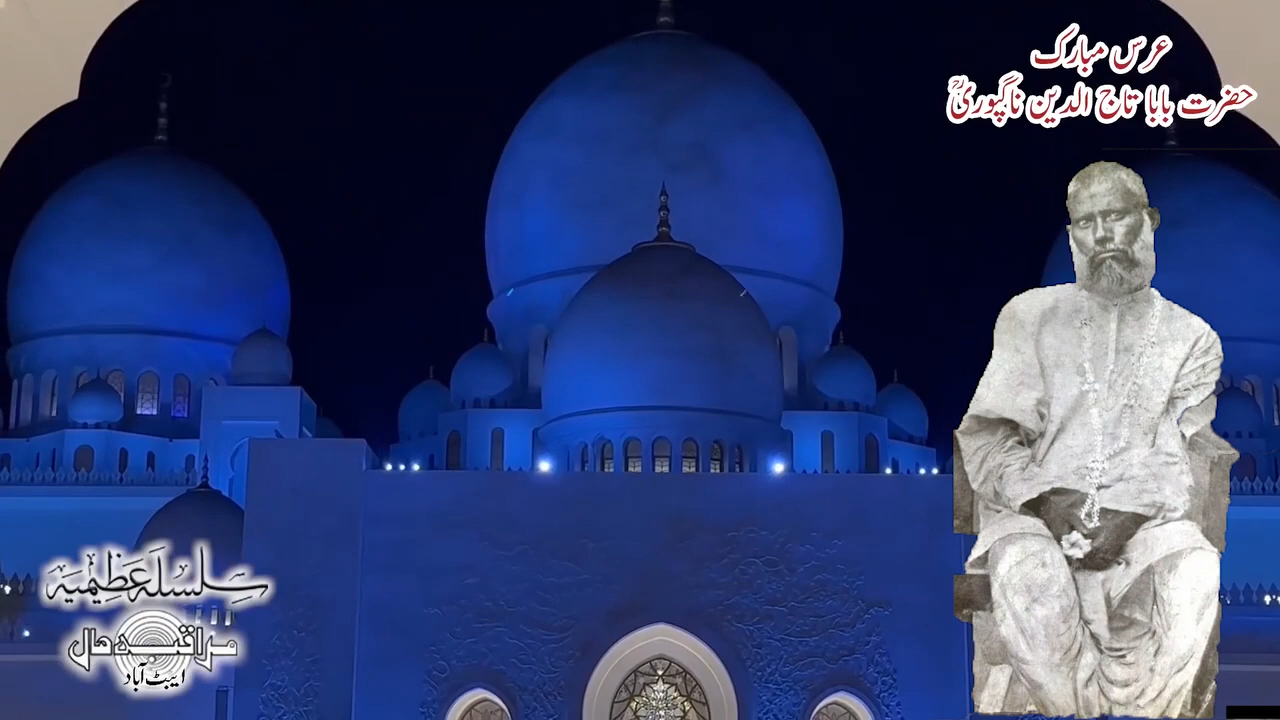 عرس مبارک
حضرت بابا تاج الدین ناگپوریؒ
سلسلہ عظیمیہ
مراقبہ ہال
ایبٹ آباد